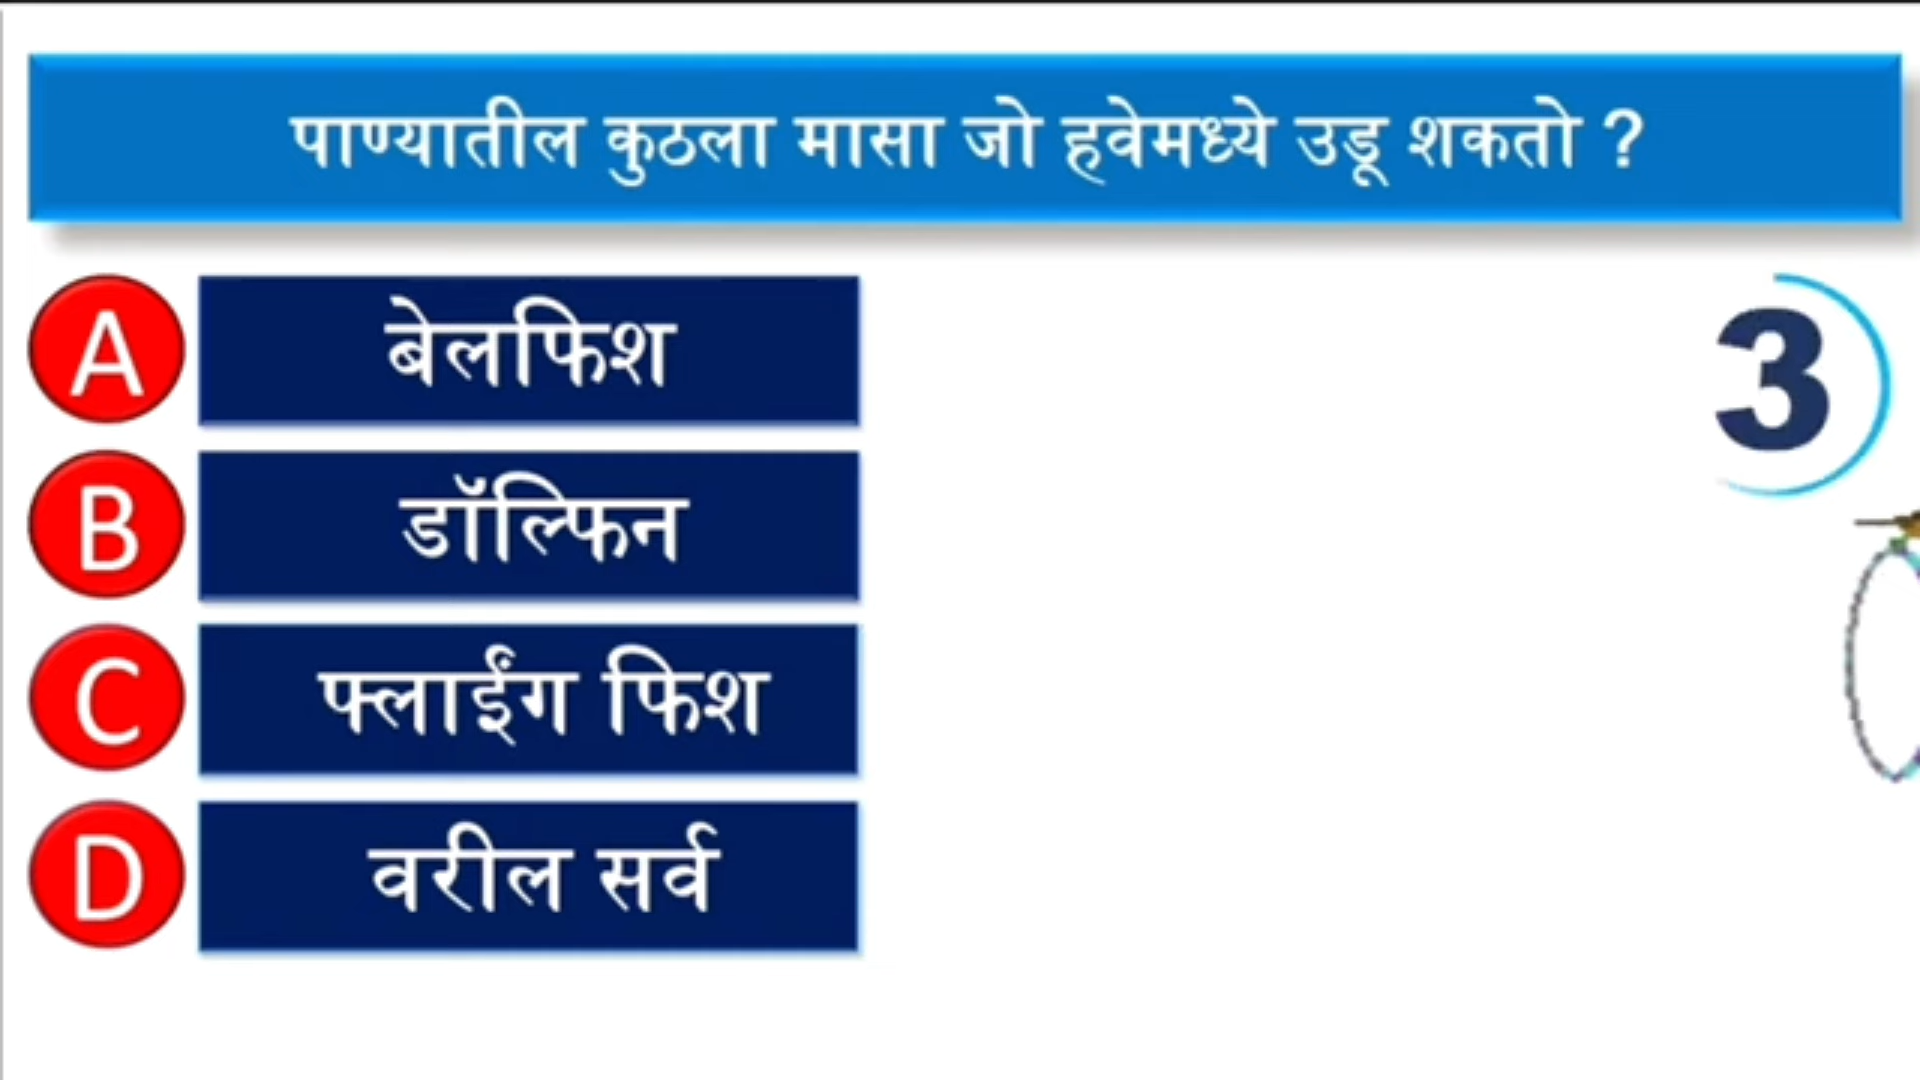 पाण्यातील कुठला मासा जो हवेमध्ये उडू शकतो ?
A बेलफिश
3
B डॉल्फिन
C फ्लाईंग फिश
D वरील सर्व